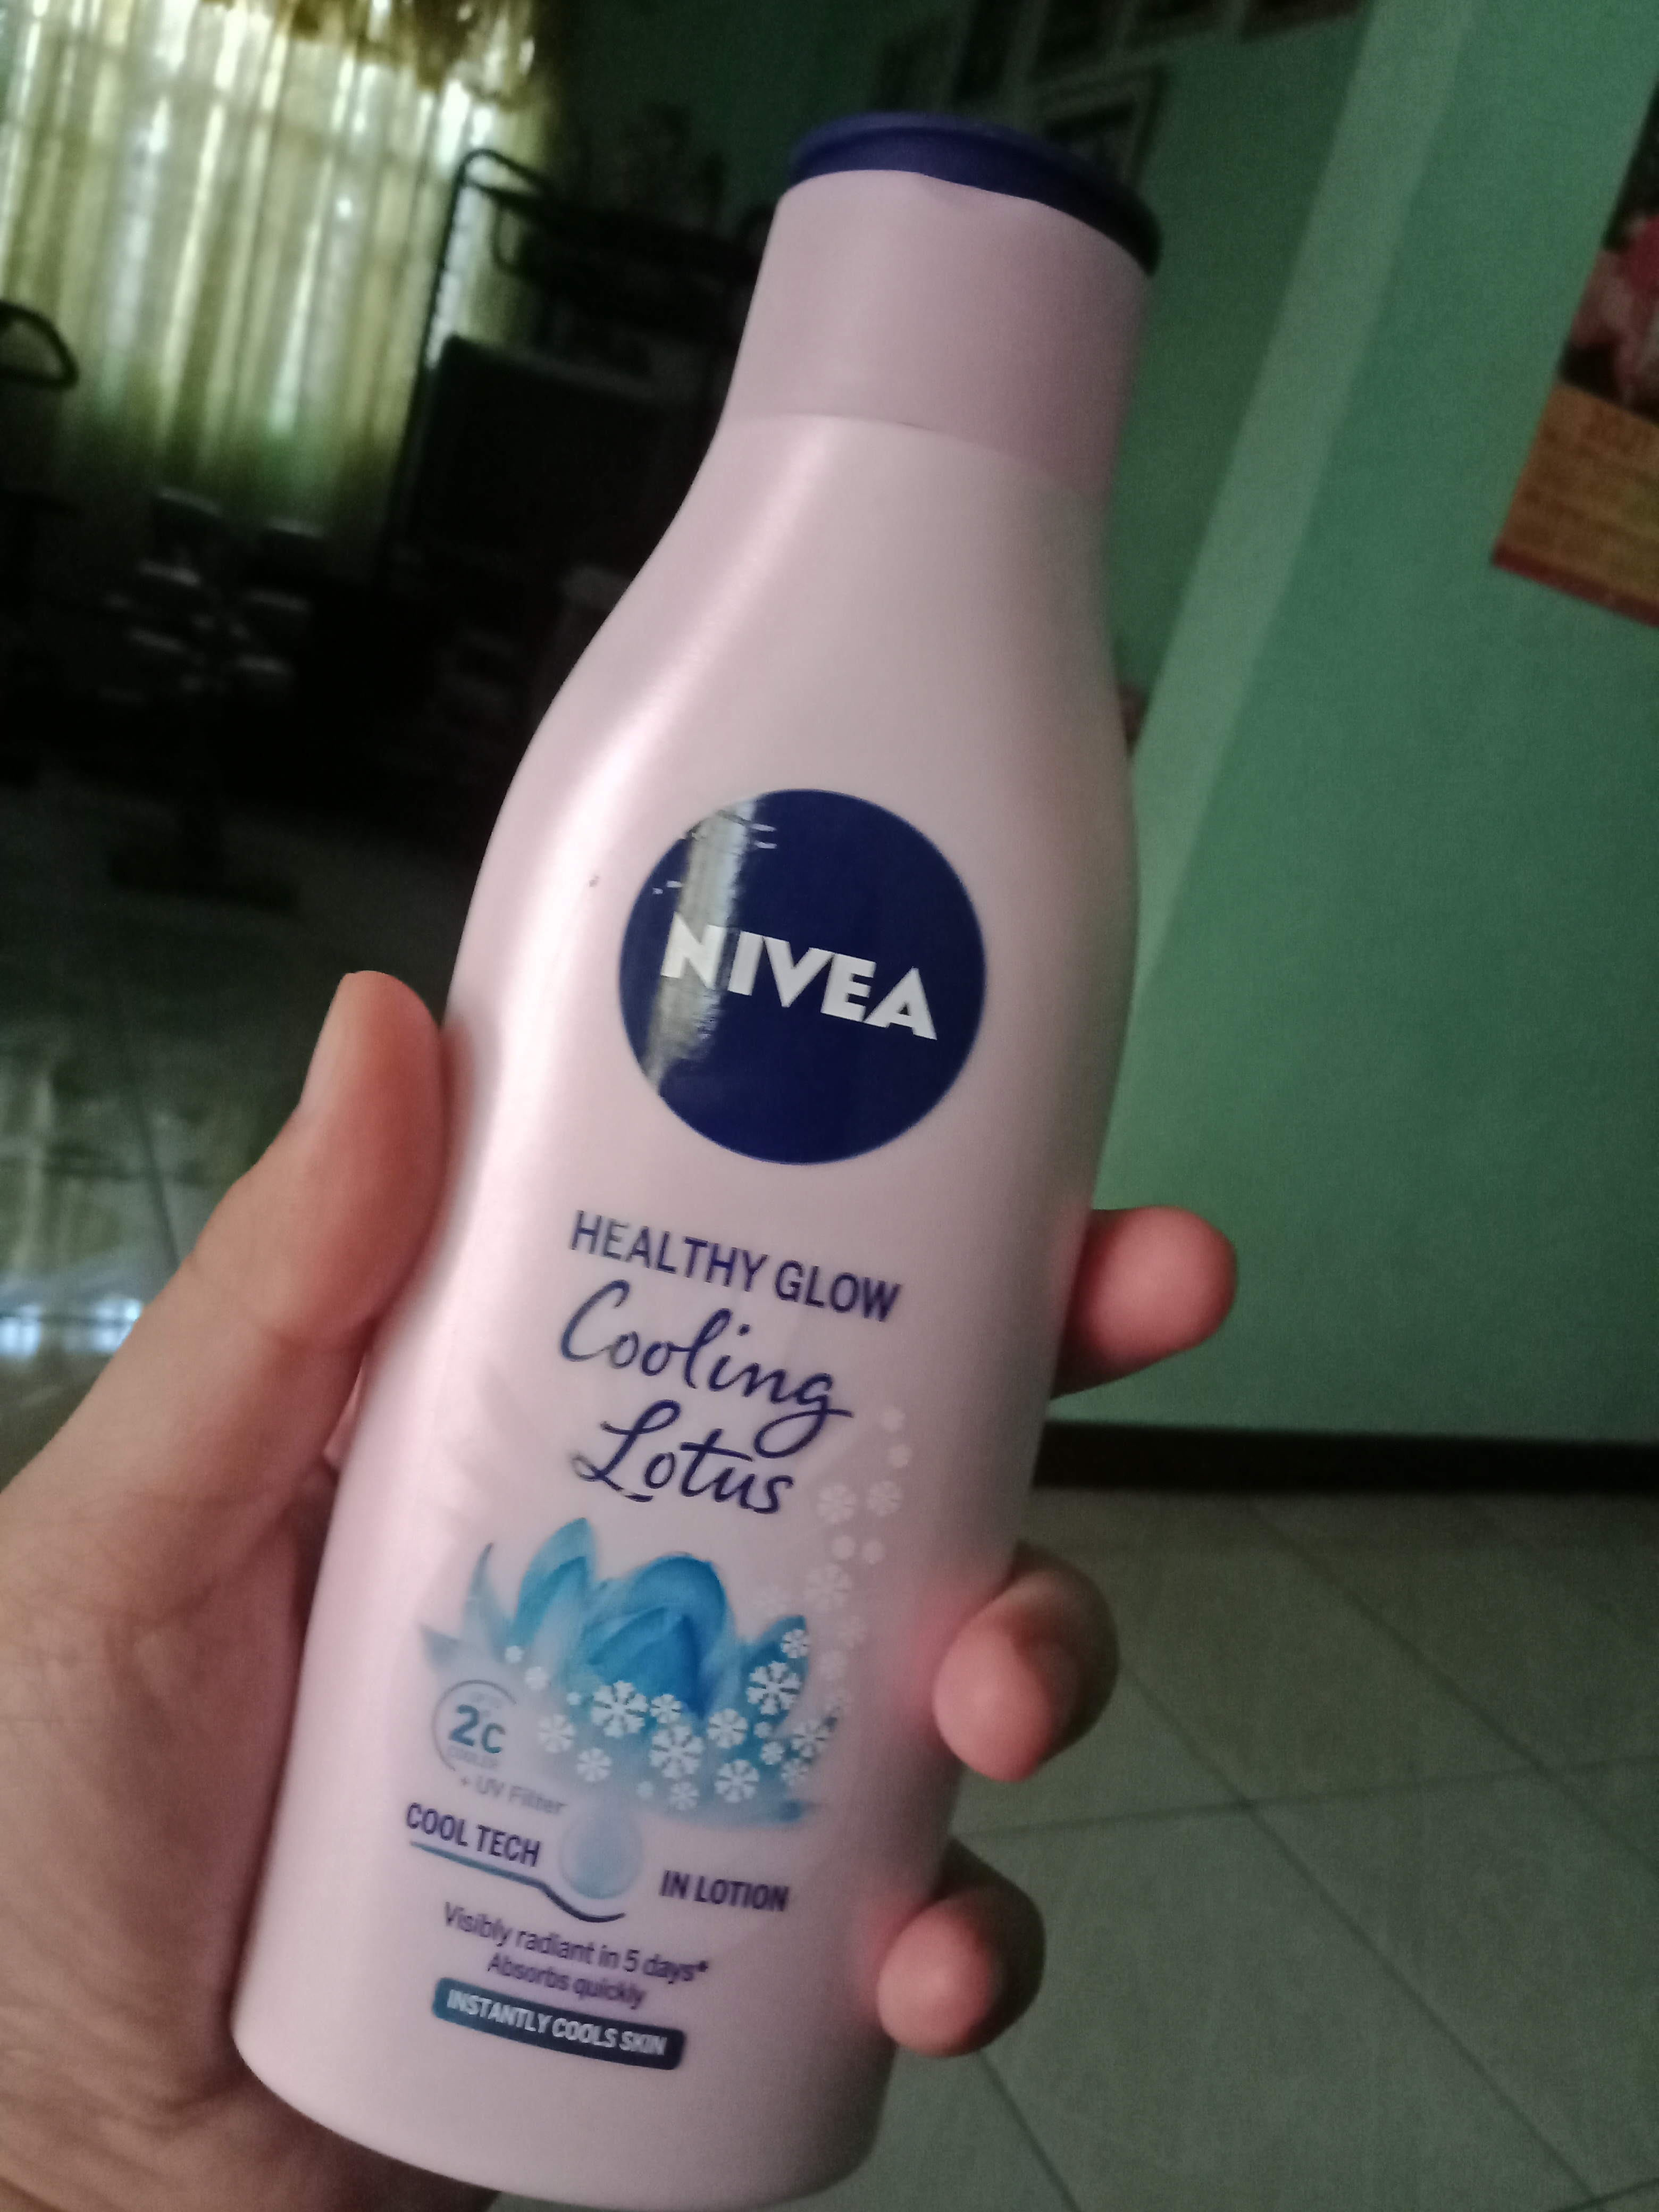 NIVEA
HEALTHY GLOW
Cooling
Lotus
2C
COOLER
+ UV Filter
COOL TECH
IN LOTION
Visibly radiant in 5 days*
Absorbs quickly
INSTANTLY COOLS SKIN